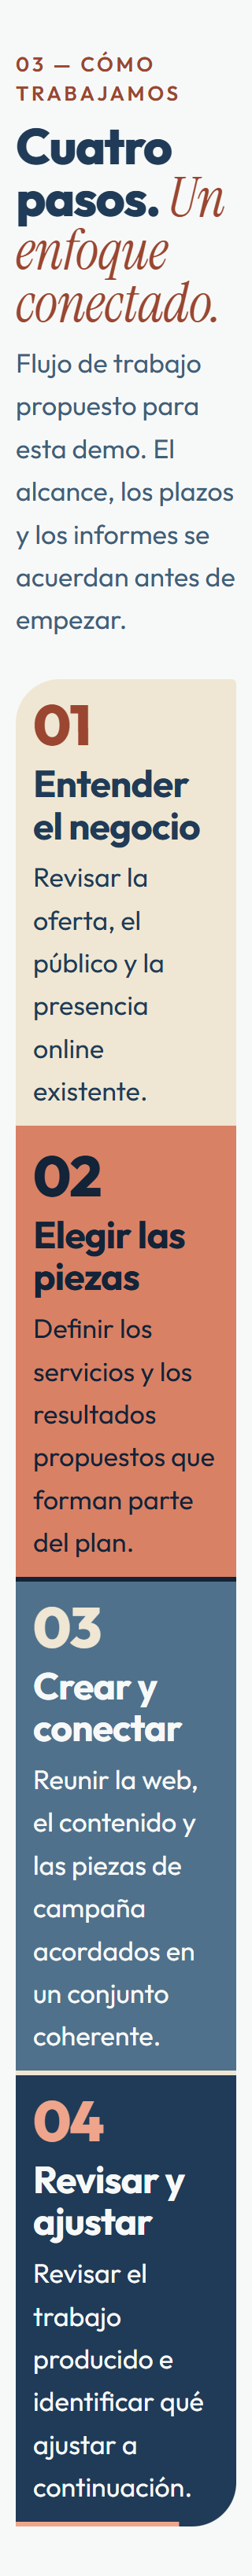 03 — CÓMO
TRABAJAMOS
Cuatro
pasos. Un
enfoque
conectado.
Flujo de trabajo
propuesto para
esta demo. El
alcance, los plazos
y los informes se
acuerdan antes de
empezar.
01
Entender
el negocio
Revisar la
oferta, el
público y la
presencia
online
existente.
02
Elegir las
piezas
Definir los
servicios y los
resultados
propuestos que
forman parte
del plan.
03
Crear y
conectar
Reunir la web,
el contenido y
las piezas de
campaña
acordados en
un conjunto
coherente.
04
Revisar y
ajustar
Revisar el
trabajo
producido e
identificar qué
ajustar a
continuación.